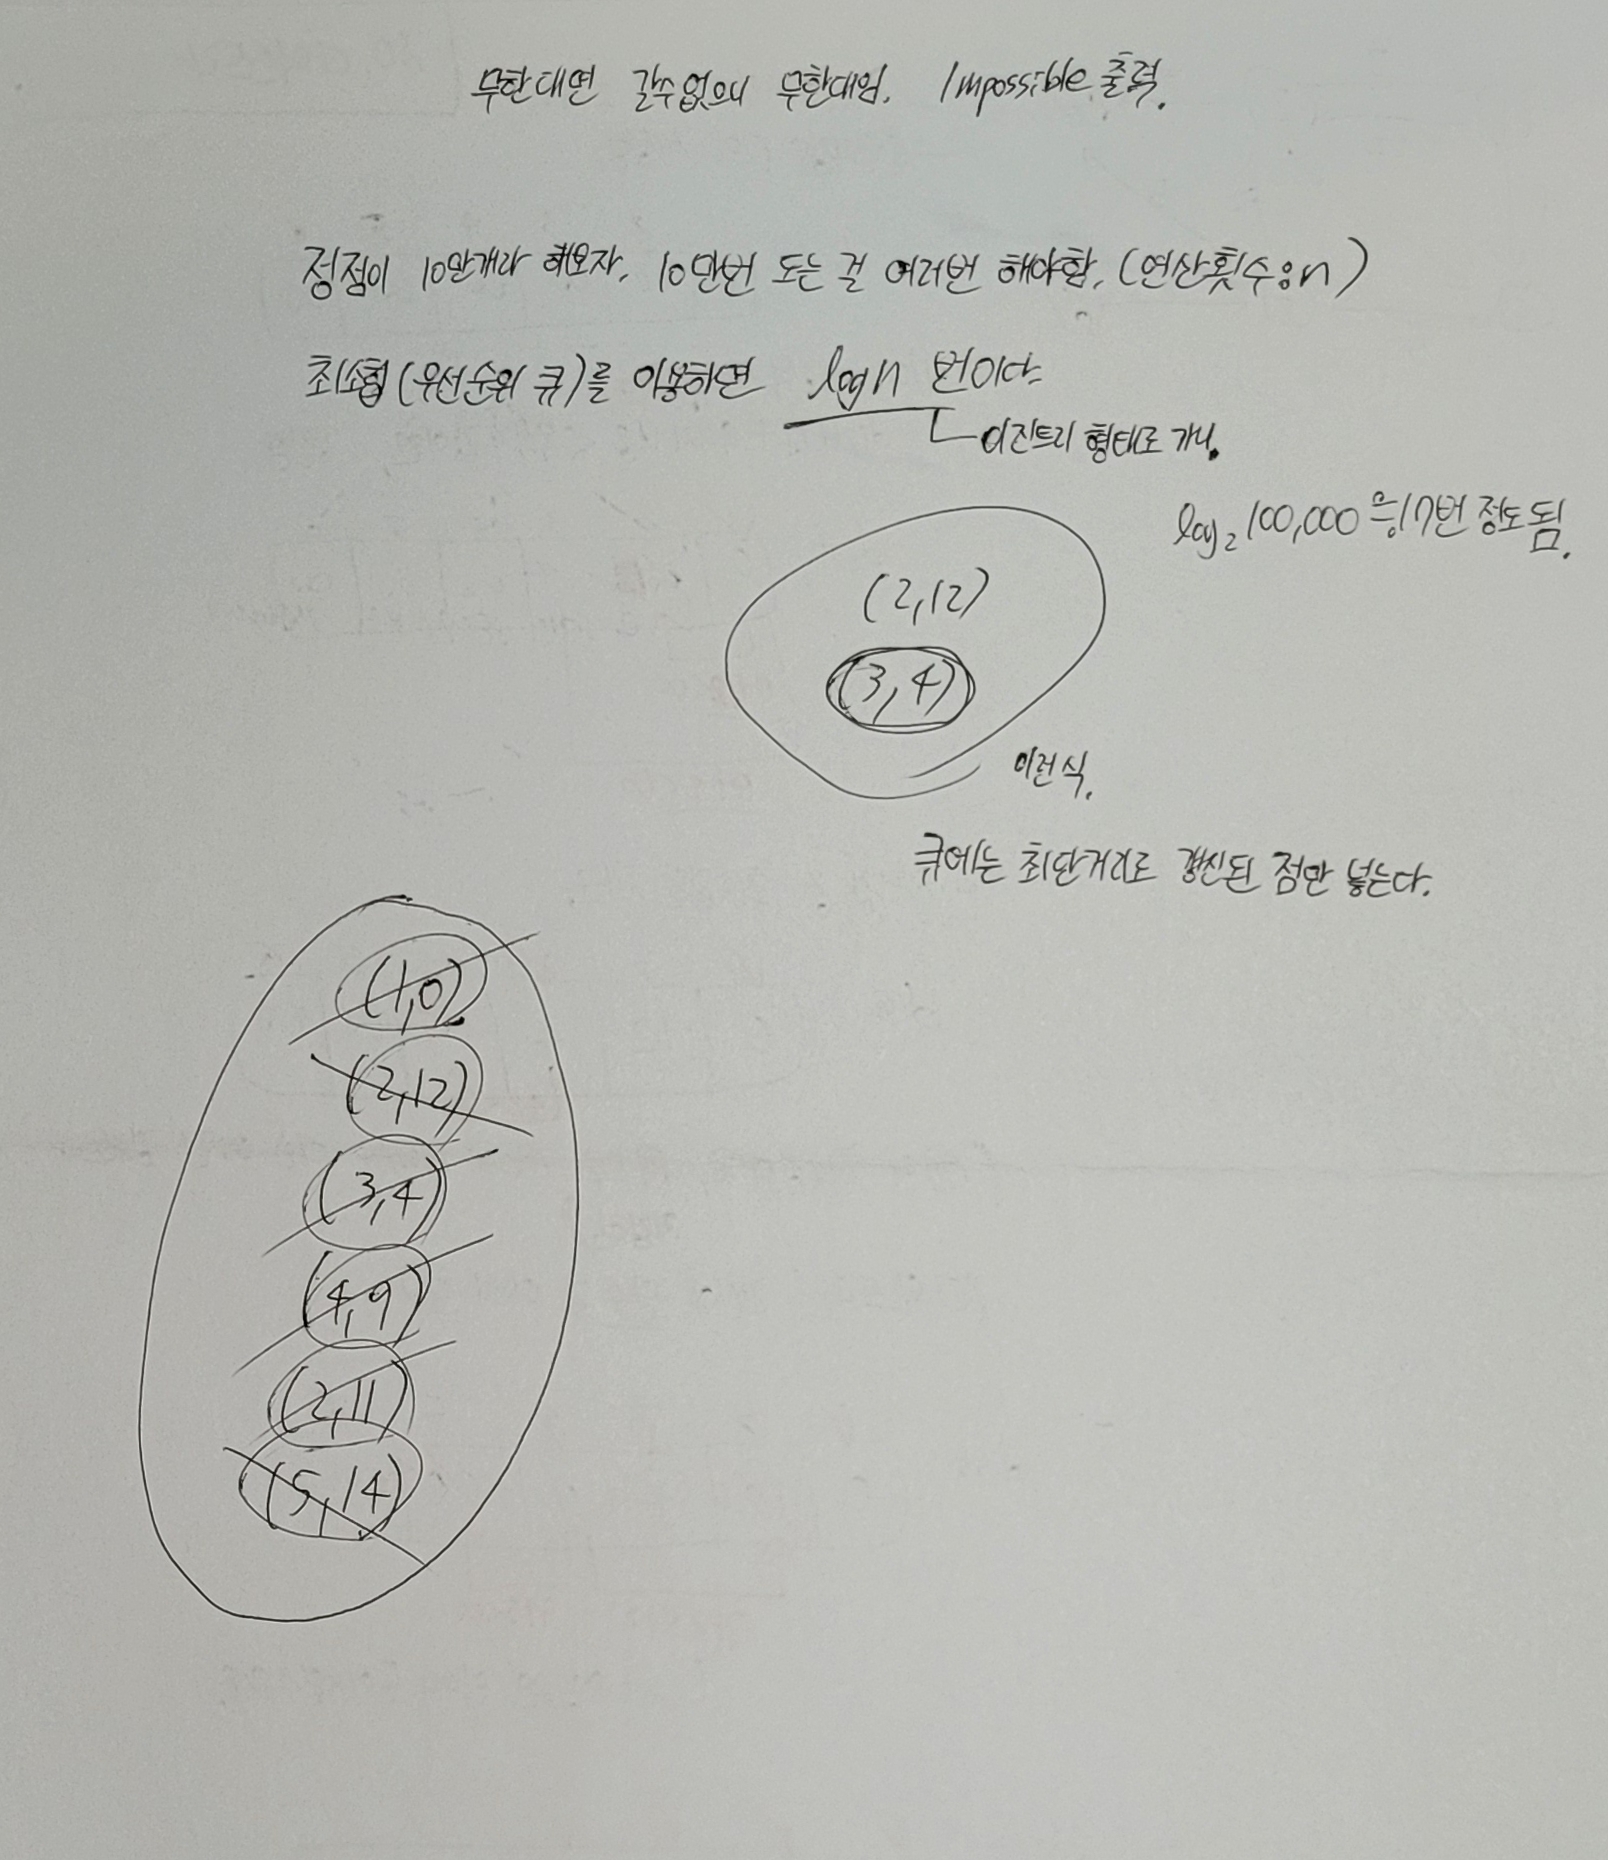 무한대면 갈수없으니 무한대임. Impossible 출력.
정점이 10만개라 해보자. 10만번 도는 걸 여러번 해야함. (연산횟수:n)
최소힙(우선순위 큐)를 이용하면 log n 번이다
이진트리 형태로 가니.
log₂100,000 은 17번 정도 됨.
(2,12)
(3,4)
이런식.
큐에는 최단거리로 갱신된 점만 넣는다.
(1,0)
(2,12)
(3,4)
(4,9)
(2,11)
(5,14)